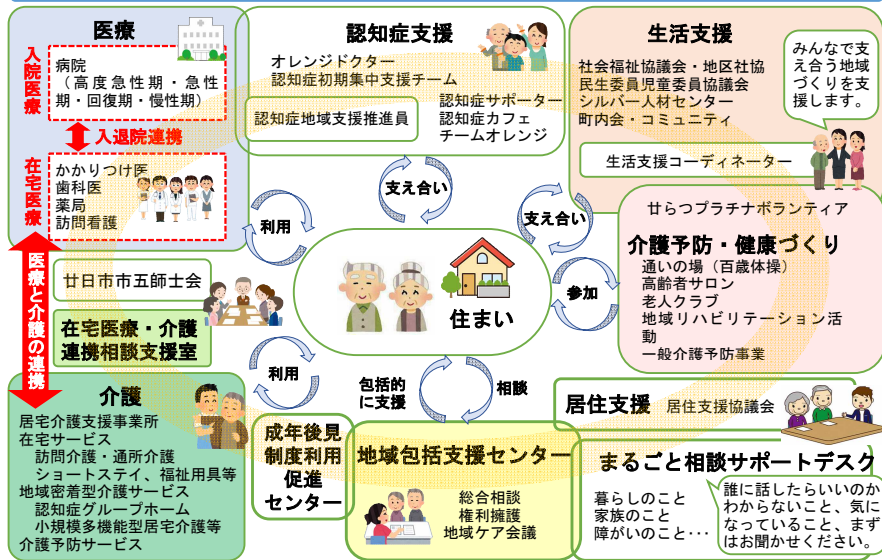 医療
入院医療
病院
（高度急性期・急性
期・回復期・慢性期）
入退院連携
在宅医療
かかりつけ医
歯科医
薬局
訪問看護
医療と介護の連携
廿日市市五師士会
在宅医療・介護
連携相談支援室
介護
居宅介護支援事業所
在宅サービス
訪問介護・通所介護
ショートステイ、福祉用具等
地域密着型介護サービス
認知症グループホーム
小規模多機能型居宅介護等
介護予防サービス
認知症支援
オレンジドクター
認知症初期集中支援チーム
認知症地域支援推進員
認知症サポーター
認知症カフェ
チームオレンジ
生活支援
社会福祉協議会・地区社協
民生委員児童委員協議会
シルバー人材センター
町内会・コミュニティ
みんなで支
え合う地域
づくりを支
援します。
生活支援コーディネーター
廿らつプラチナボランティア
介護予防・健康づくり
通いの場（百歳体操）
高齢者サロン
老人クラブ
地域リハビリテーション活
動
一般介護予防事業
利用
支え合い
支え合い
参加
住まい
利用
包括的
に支援
相談
成年後見
制度利用
促進
センター
地域包括支援センター
総合相談
権利擁護
地域ケア会議
居住支援
居住支援協議会
まるごと相談サポートデスク
暮らしのこと
家族のこと
障がいのこと･･･
誰に話したらいいのか
わからないこと、気に
なっていること、まず
はお聞かせください。